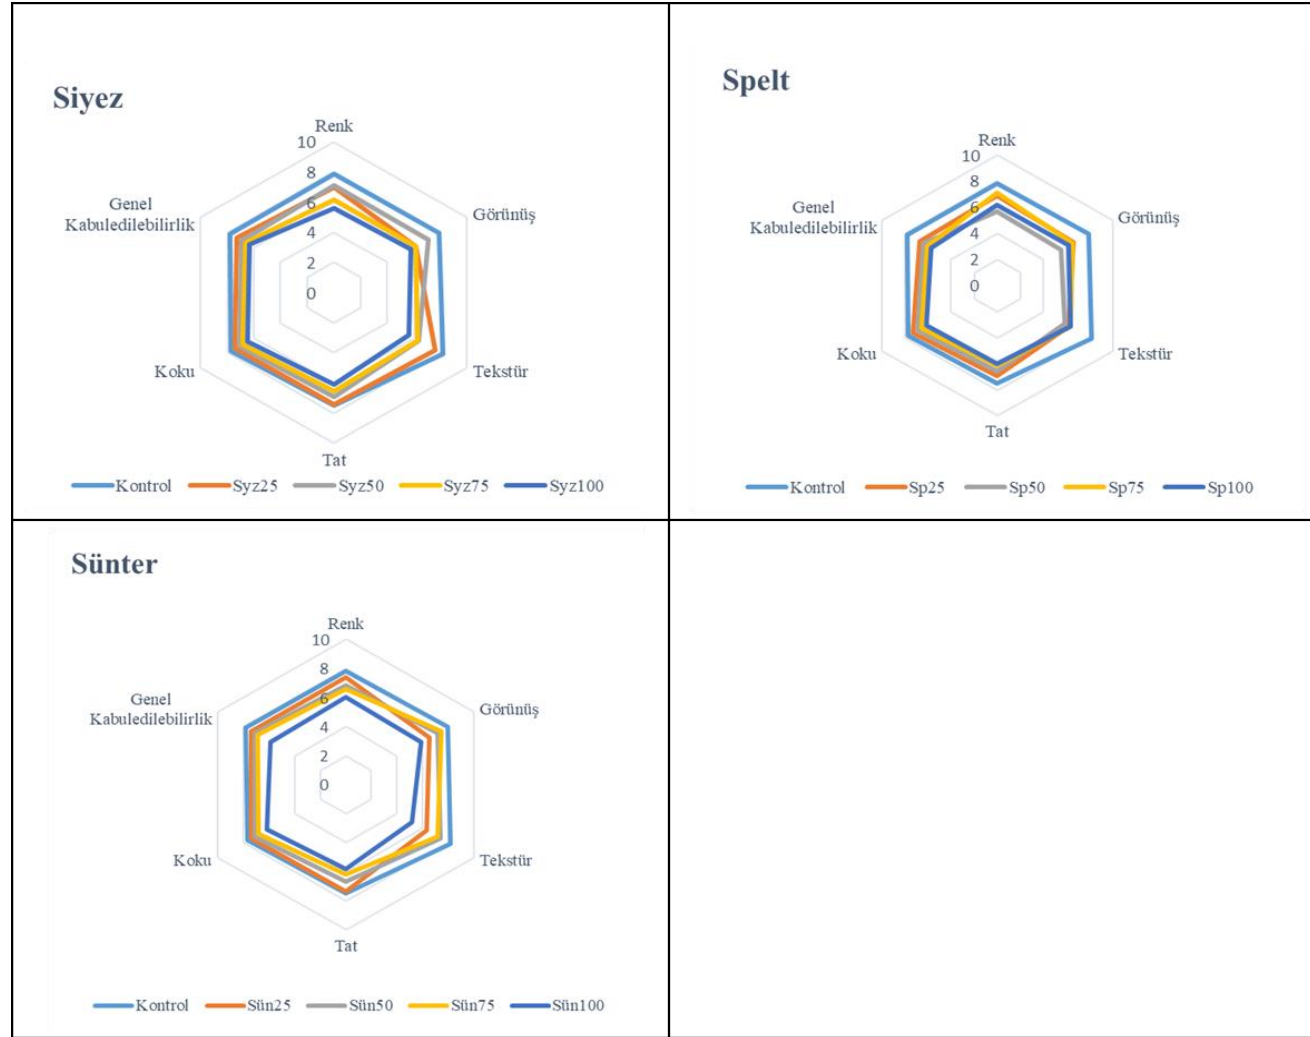 Siyez
Renk
10
8
6
4
2
0
Görünüş
Tekstür
Tat
Koku
Genel
Kabuledilebilirlik
Kontrol Syz25 Syz50 Syz75 Syz100
Spelt
Renk
10
8
6
4
2
0
Görünüş
Tekstür
Tat
Koku
Genel
Kabuledilebilirlik
Kontrol Sp25 Sp50 Sp75 Sp100
Sünter
Renk
10
8
6
4
2
0
Görünüş
Tekstür
Tat
Koku
Genel
Kabuledilebilirlik
Kontrol Sün25 Sün50 Sün75 Sün100